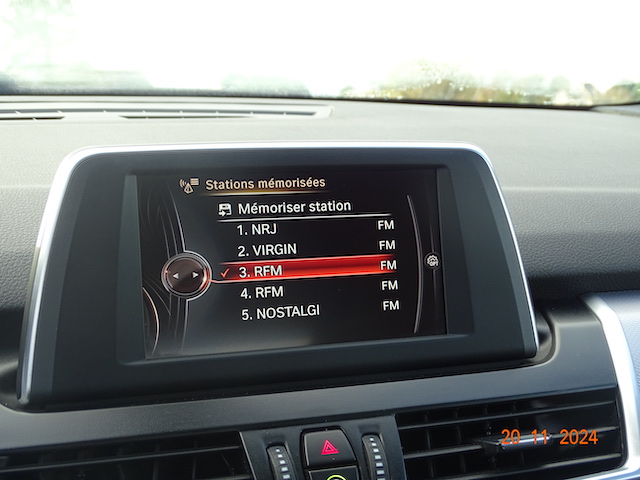 Stations mémorisées
Mémoriser station
1. NRJ FM
2. VIRGIN FM
3. RFM FM
4. RFM FM
5. NOSTALGI FM
20 11 2024